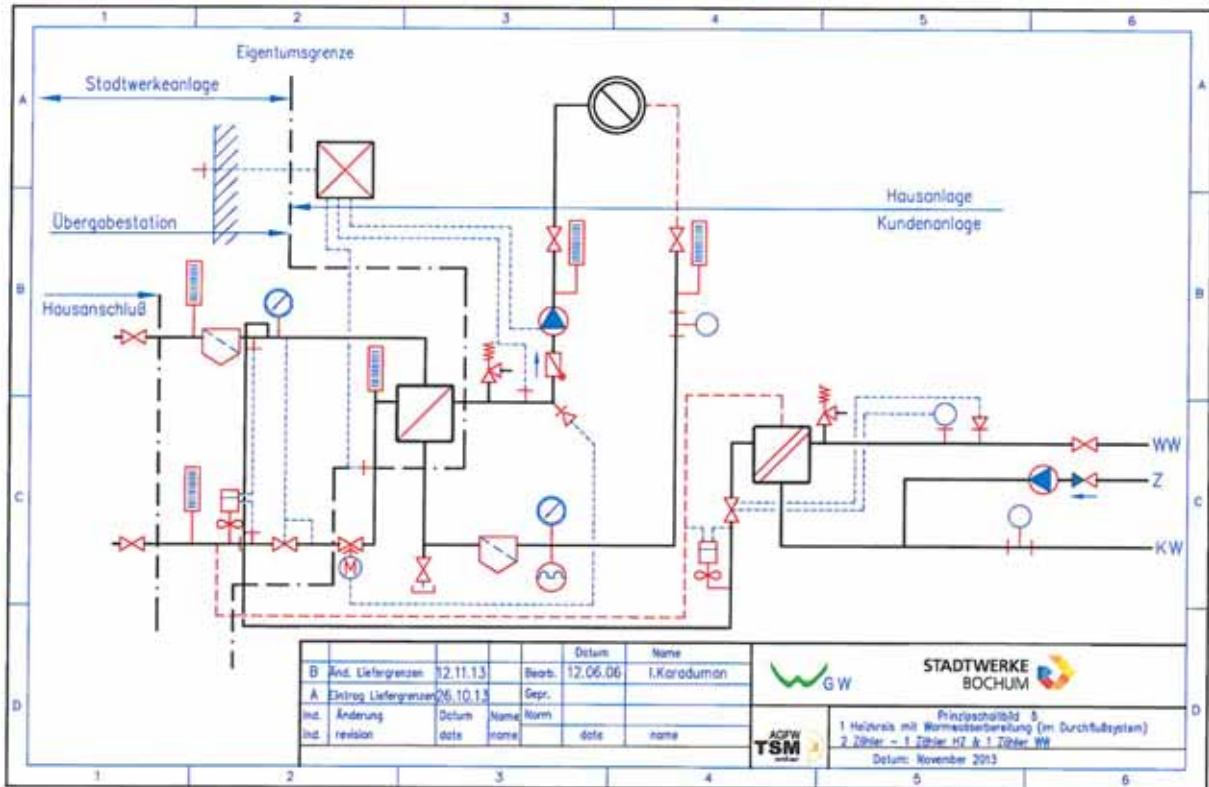 1 2 3 4 5 6
A
B
C
D
A
B
C
D
Eigentumsgrenze
Stadtwerkeanlage
Übergabestation
Hausanschluß
Hausanlage
Kundenanlage
M
WW
Z
KW
Datum Name
B Änd. Liefergrenzen 12.11.13 Bearb. 12.06.06 I.Karaduman
A Eintrag Liefergrenzen 26.10.13 Gepr.
Ind. Änderung Datum Name Norm
Ind. revision date name date name
GW
STADTWERKE
BOCHUM
AGFW
TSM
Prinzipschaltbild 5
1 Heizkreis mit Warmwasserbereitung (im Durchflußsystem)
2 Zähler - 1 Zähler HZ & 1 Zähler WW
Datum: November 2013
1 2 3 4 5 6